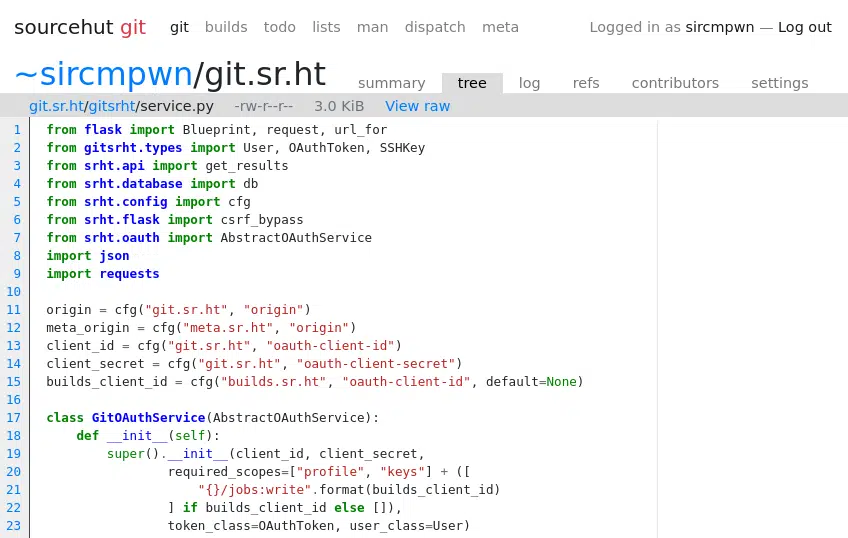 sourcehut git git builds todo lists man dispatch meta Logged in as sircmpwn — Log out
~sircmpwn/git.sr.ht summary tree log refs contributors settings
git.sr.ht/gitsrht/service.py -rw-r--r-- 3.0 KiB View raw
1 from flask import Blueprint, request, url_for
2 from gitsrht.types import User, OAuthToken, SSHKey
3 from srht.api import get_results
4 from srht.database import db
5 from srht.config import cfg
6 from srht.flask import csrf_bypass
7 from srht.oauth import AbstractOAuthService
8 import json
9 import requests
10
11 origin = cfg("git.sr.ht", "origin")
12 meta_origin = cfg("meta.sr.ht", "origin")
13 client_id = cfg("git.sr.ht", "oauth-client-id")
14 client_secret = cfg("git.sr.ht", "oauth-client-secret")
15 builds_client_id = cfg("builds.sr.ht", "oauth-client-id", default=None)
16
17 class GitOAuthService(AbstractOAuthService):
18     def __init__(self):
19         super().__init__(client_id, client_secret,
20                 required_scopes=["profile", "keys"] + ([
21                     "{}/jobs:write".format(builds_client_id)
22                 ] if builds_client_id else []),
23                 token_class=OAuthToken, user_class=User)